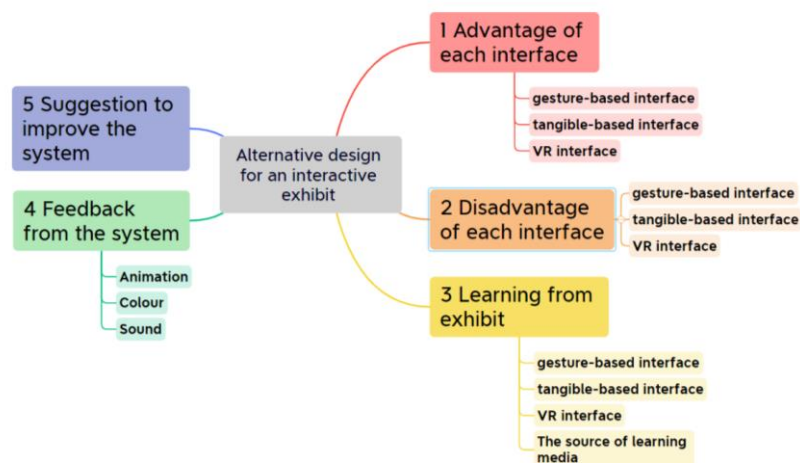 Alternative design
for an interactive
exhibit
1 Advantage of
each interface
gesture-based interface
tangible-based interface
VR interface
2 Disadvantage
of each interface
gesture-based interface
tangible-based interface
VR interface
3 Learning from
exhibit
gesture-based interface
tangible-based interface
VR interface
The source of learning
media
4 Feedback
from the system
Animation
Colour
Sound
5 Suggestion to
improve the
system